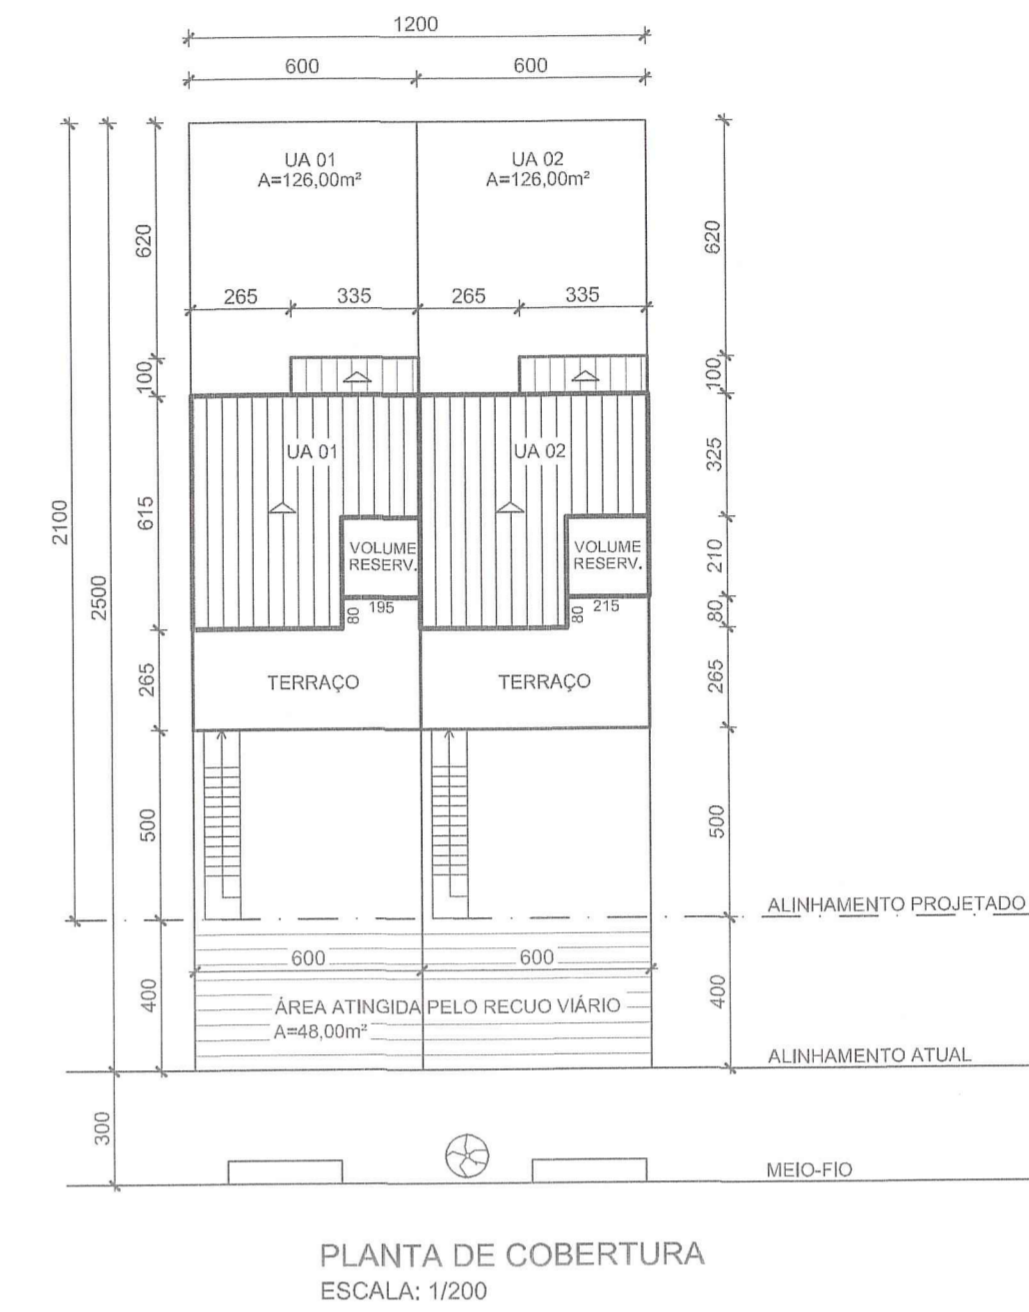 1200
600
600
UA 01
A=126,00m²
UA 02
A=126,00m²
620
620
265
335
265
335
100
100
2100
2500
615
UA 01
UA 02
325
VOLUME
RESERV.
VOLUME
RESERV.
210
80
195
80
215
80
265
TERRAÇO
TERRAÇO
265
500
500
ALINHAMENTO PROJETADO
600
600
400
ÁREA ATINGIDA PELO RECUO VIÁRIO
A=48,00m²
400
ALINHAMENTO ATUAL
300
MEIO-FIO
PLANTA DE COBERTURA
ESCALA: 1/200